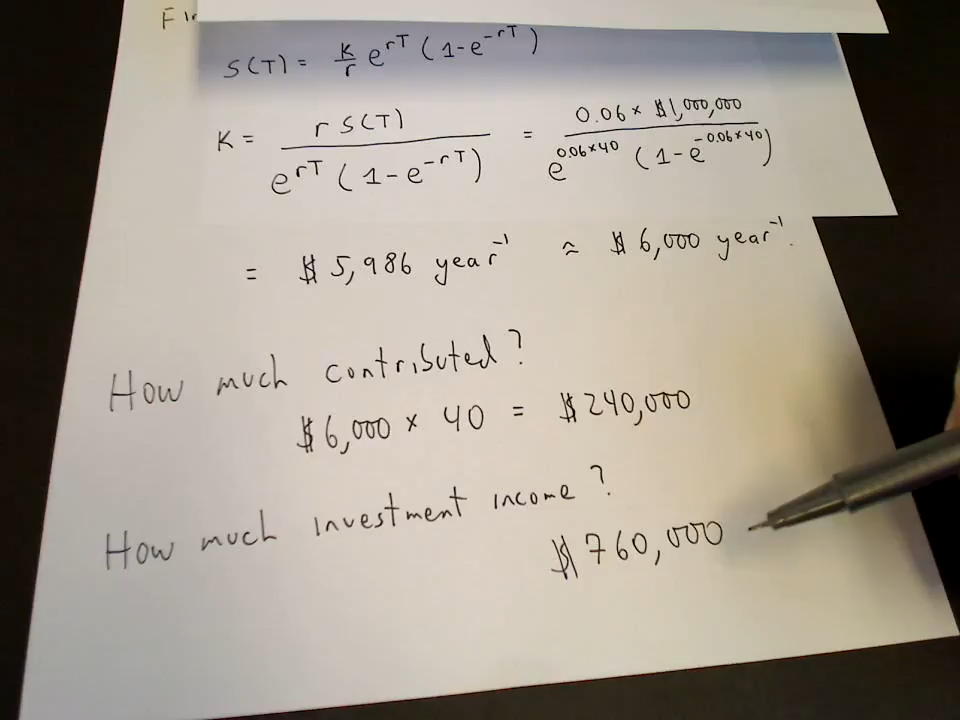 S(T) = k/r e^rT (1-e^-rT)
k = r S(T) / e^rT (1-e^-rT) = 0.06 × $1,000,000 / e^0.06×40 (1-e^-0.06×40)
= $5,986 year^-1 ≈ $6,000 year^-1.
How much contributed?
$6,000 × 40 = $240,000
How much investment income?
$760,000